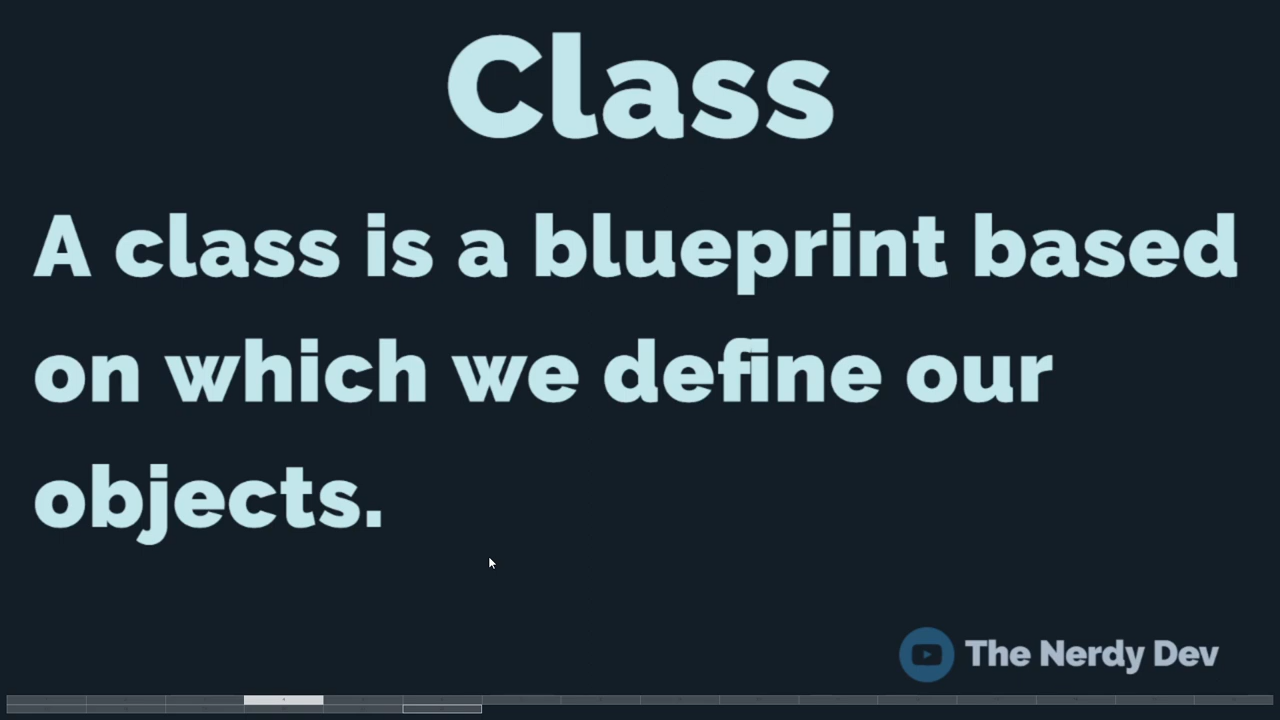 Class
A class is a blueprint based
on which we define our
objects.
The Nerdy Dev